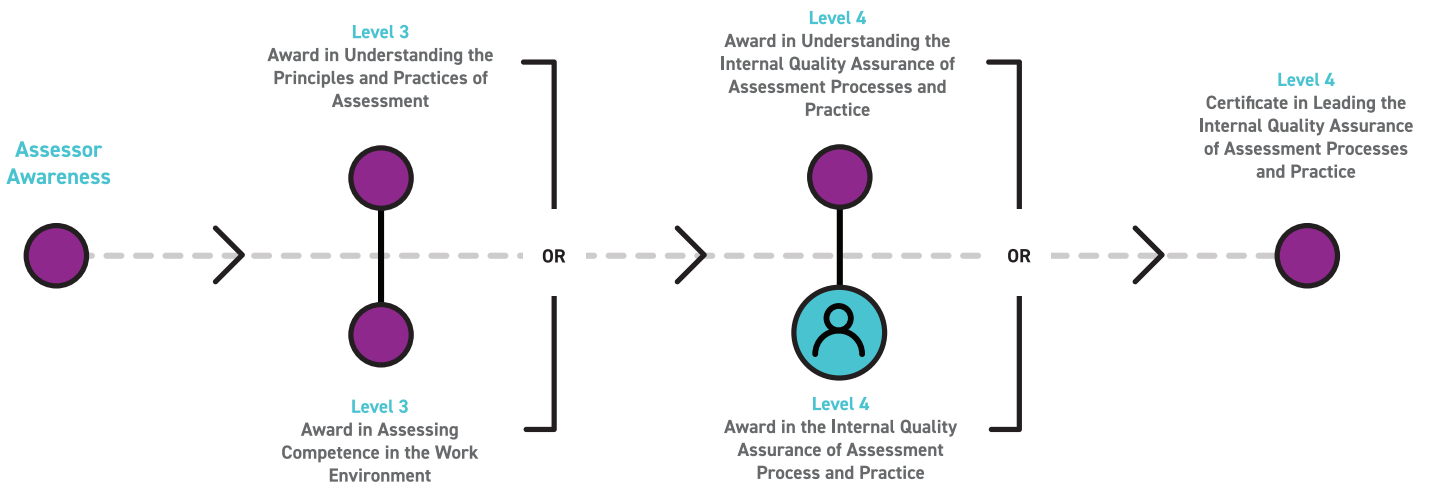 Assessor
Awareness
Level 3
Award in Understanding the
Principles and Practices of
Assessment
Level 3
Award in Assessing
Competence in the Work
Environment
OR
Level 4
Award in Understanding the
Internal Quality Assurance of
Assessment Processes and
Practice
Level 4
Award in the Internal Quality
Assurance of Assessment
Process and Practice
OR
Level 4
Certificate in Leading the
Internal Quality Assurance
of Assessment Processes
and Practice